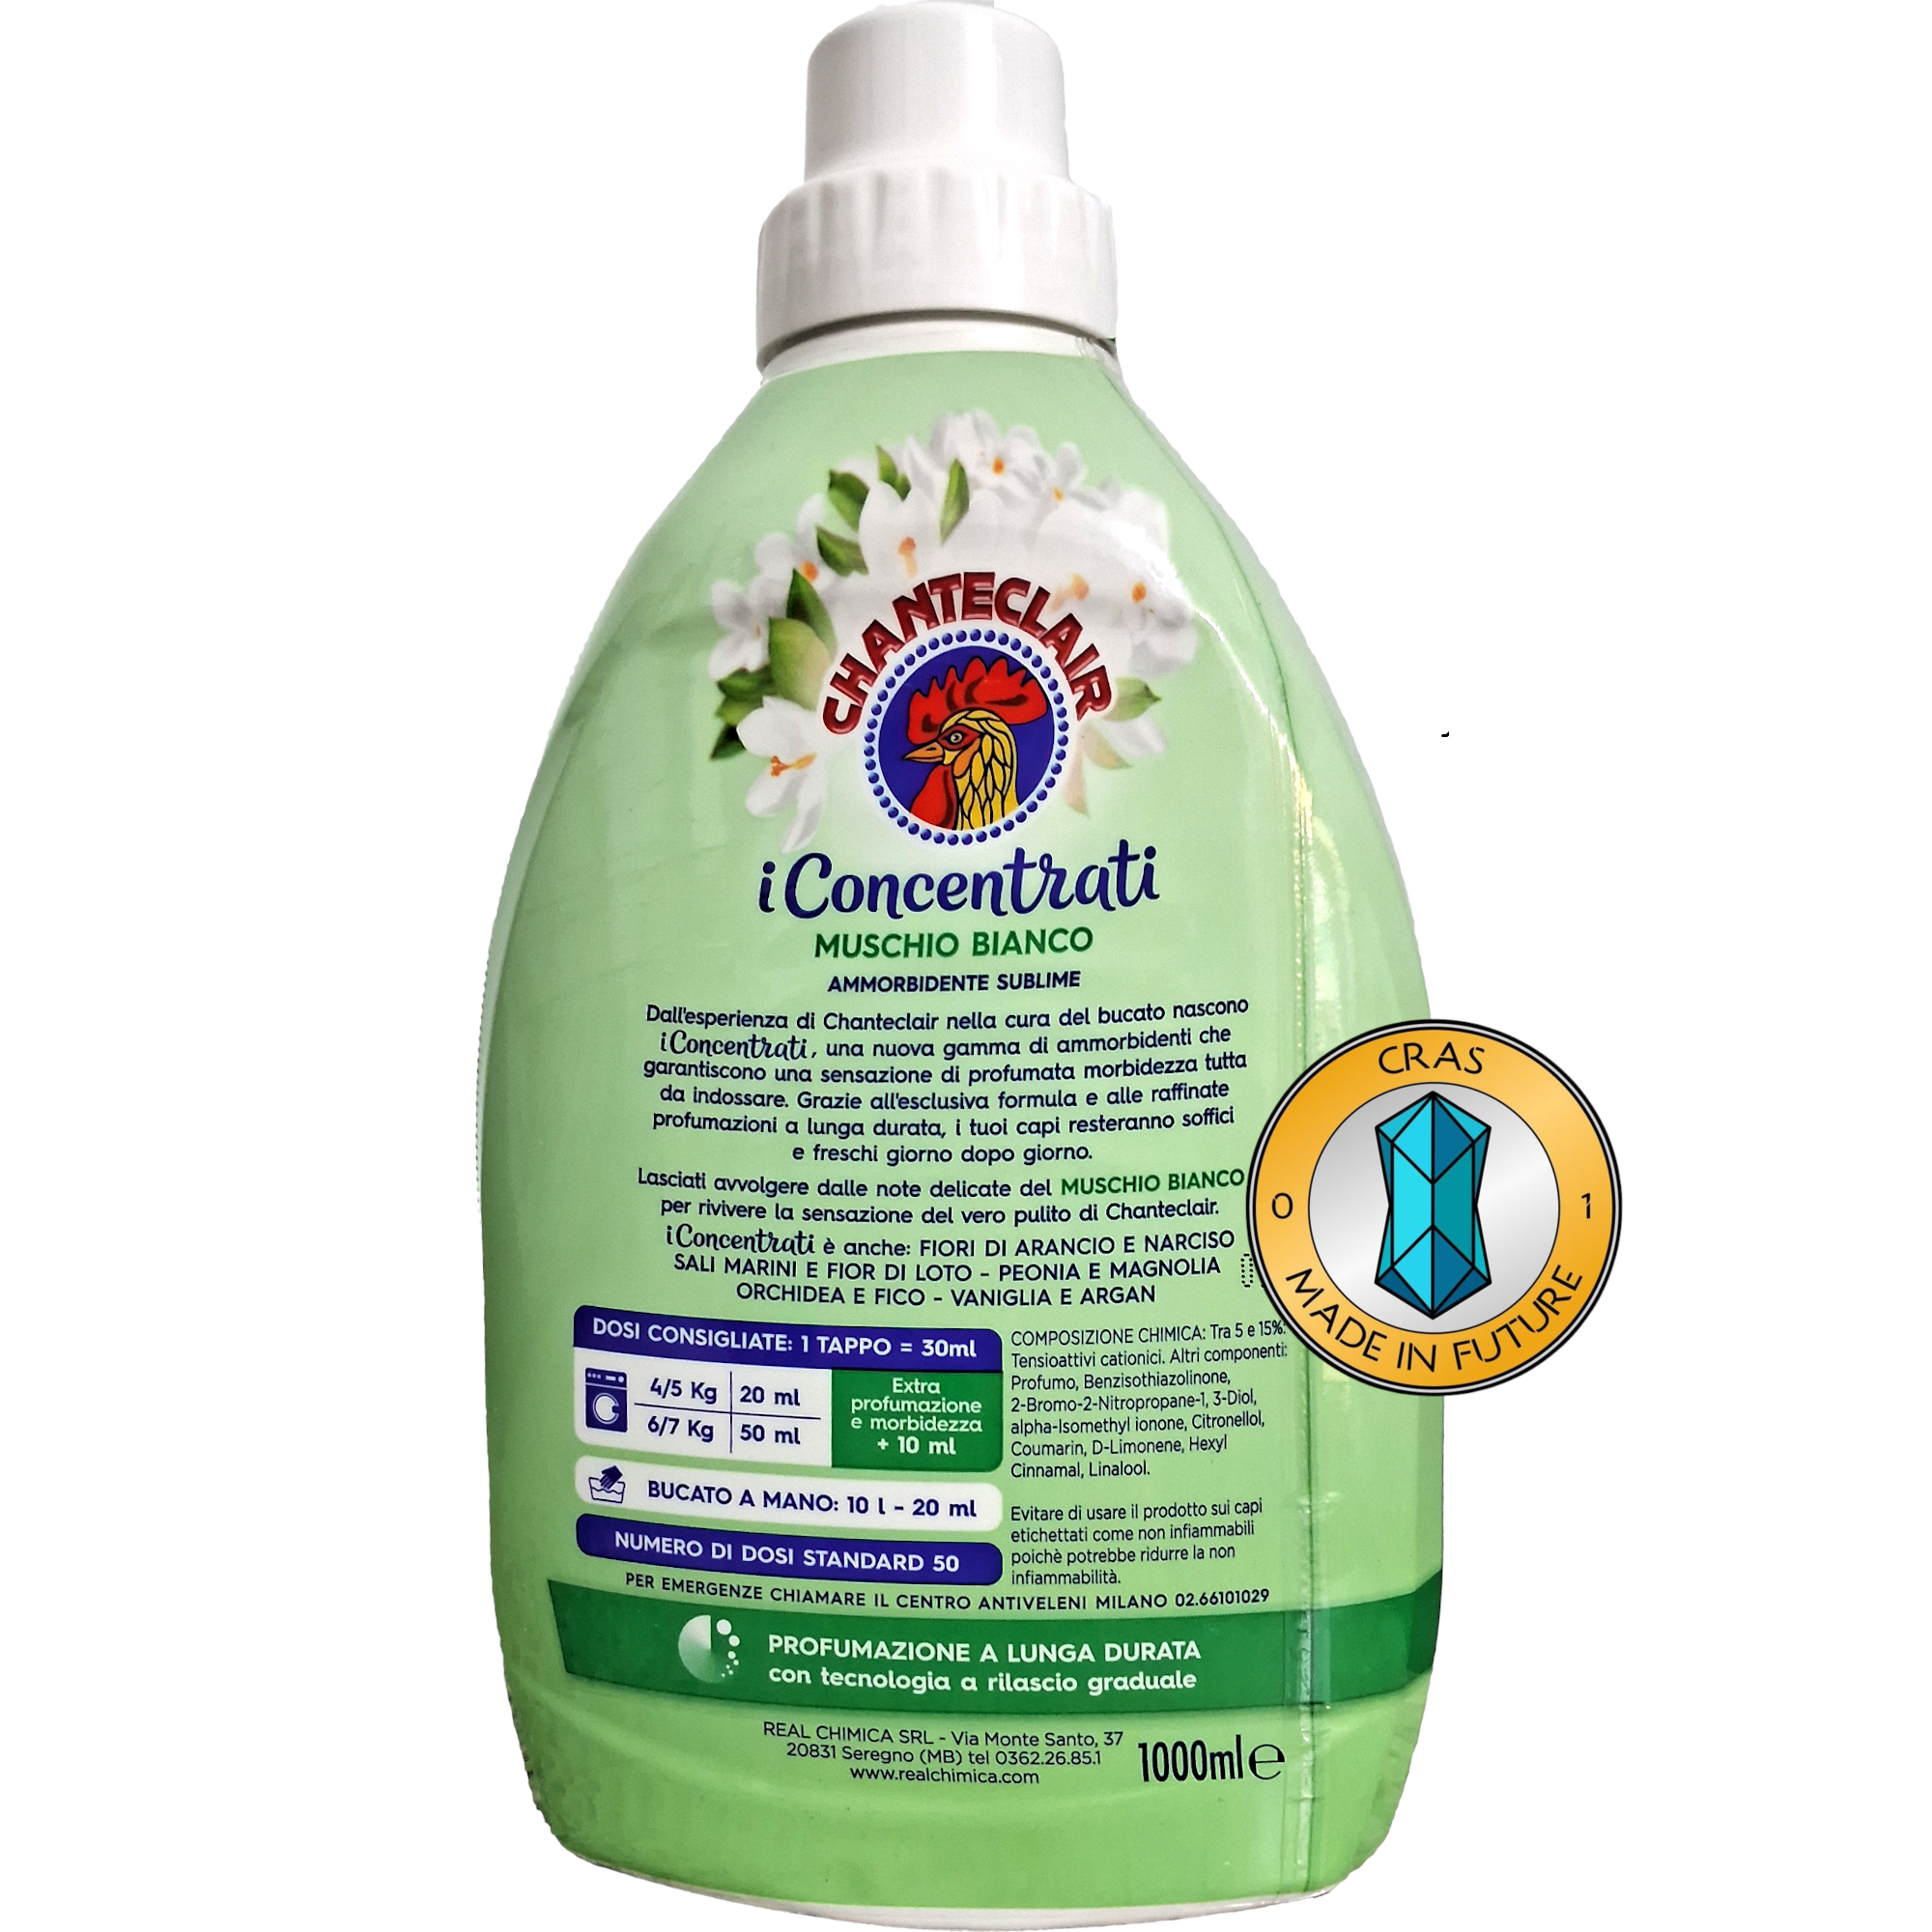 CHANTECLAIR
i Concentrati
MUSCHIO BIANCO
AMMORBIDENTE SUBLIME
Dall'esperienza di Chanteclair nella cura del bucato nascono
i Concentrati, una nuova gamma di ammorbidenti che
garantiscono una sensazione di profumata morbidezza tutta
da indossare. Grazie all'esclusiva formula e alle raffinate
profumazioni a lunga durata, i tuoi capi resteranno soffici
e freschi giorno dopo giorno.
Lasciati avvolgere dalle note delicate del MUSCHIO BIANCO
per rivivere la sensazione del vero pulito di Chanteclair.
i Concentrati è anche: FIORI DI ARANCIO E NARCISO
SALI MARINI E FIOR DI LOTO - PEONIA E MAGNOLIA
ORCHIDEA E FICO - VANIGLIA E ARGAN
DOSI CONSIGLIATE: 1 TAPPO = 30ml
4/5 Kg 20 ml
6/7 Kg 50 ml
Extra
profumazione
e morbidezza
+ 10 ml
BUCATO A MANO: 10 l - 20 ml
NUMERO DI DOSI STANDARD 50
COMPOSIZIONE CHIMICA: Tra 5 e 15%:
Tensioattivi cationici. Altri componenti:
Profumo, Benzisothiazolinone,
2-Bromo-2-Nitropropane-1, 3-Diol,
alpha-Isomethyl ionone, Citronellol,
Coumarin, D-Limonene, Hexyl
Cinnamal, Linalool.
Evitare di usare il prodotto sui capi
etichettati come non infiammabili
poichè potrebbe ridurre la non
infiammabilità.
PER EMERGENZE CHIAMARE IL CENTRO ANTIVELENI MILANO 02.66101029
PROFUMAZIONE A LUNGA DURATA
con tecnologia a rilascio graduale
REAL CHIMICA SRL - Via Monte Santo, 37
20831 Seregno (MB) tel 0362.26.85.1
www.realchimica.com
1000ml e
CRAS
0 1
MADE IN FUTURE